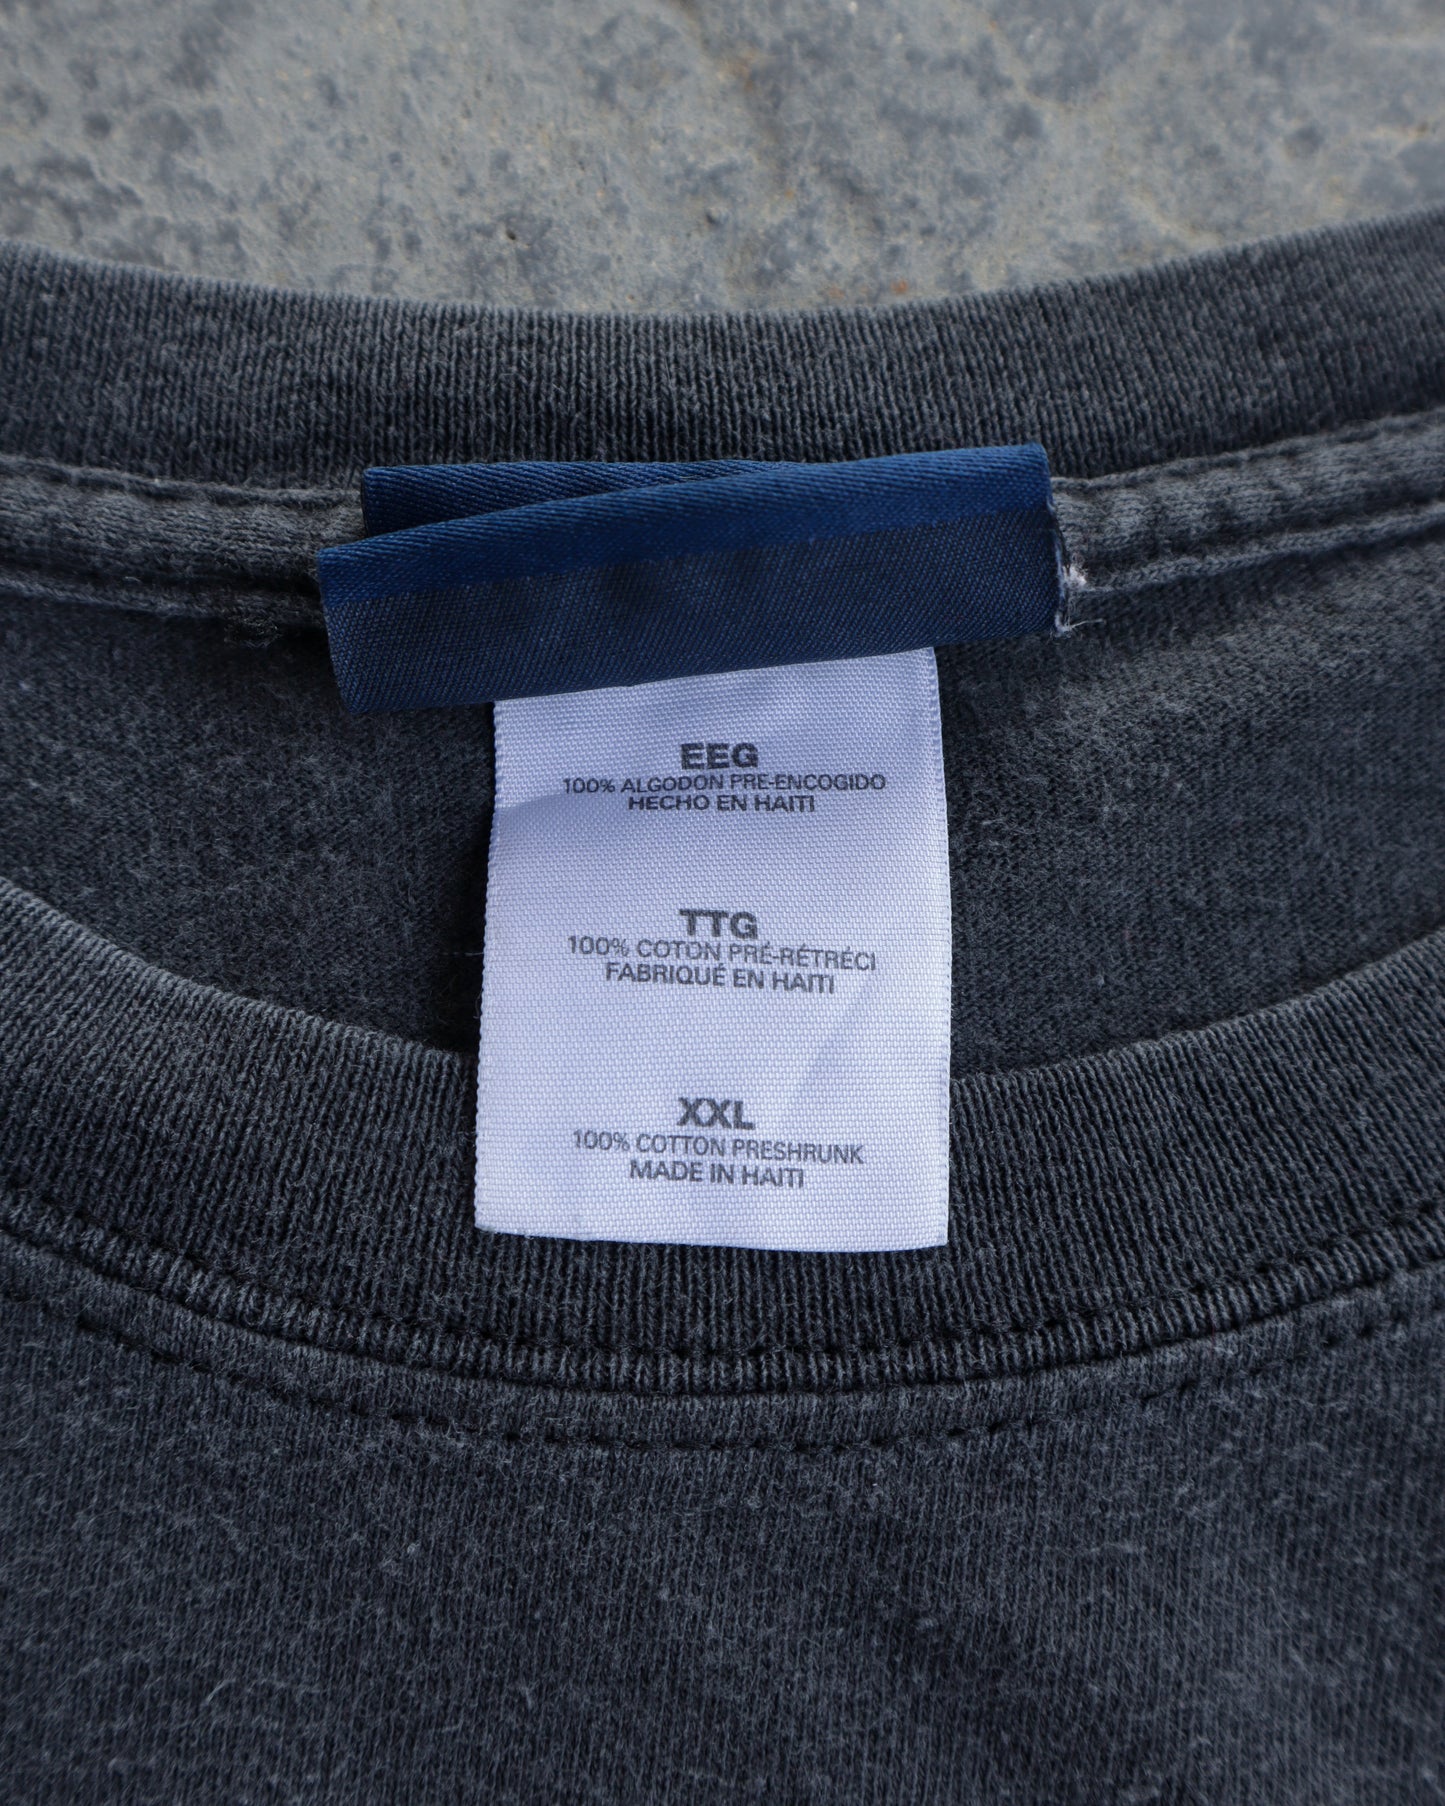 EEG
100% ALGODON PRE-ENCOGIDO
HECHO EN HAITI
TTG
100% COTON PRÉ-RÉTRÉCI
FABRIQUÉ EN HAITI
XXL
100% COTTON PRESHRUNK
MADE IN HAITI